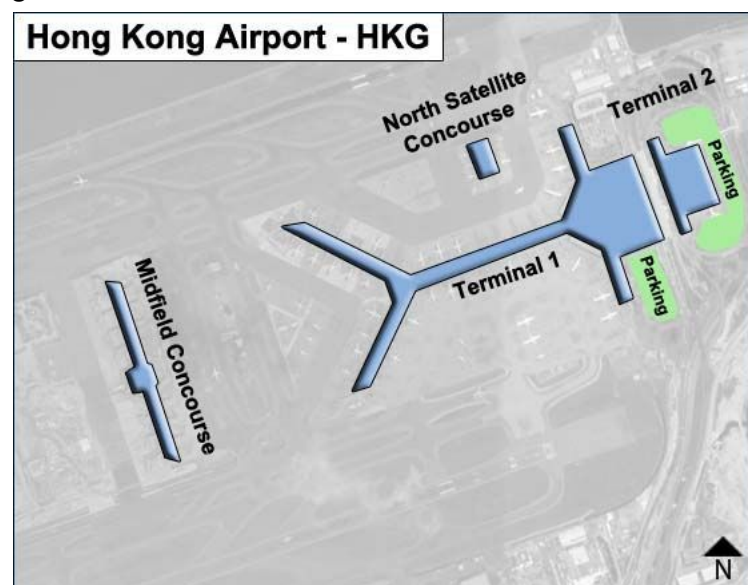 Hong Kong Airport - HKG
North Satellite
Concourse
Terminal 2
Parking
Terminal 1
Parking
Midfield Concourse
N